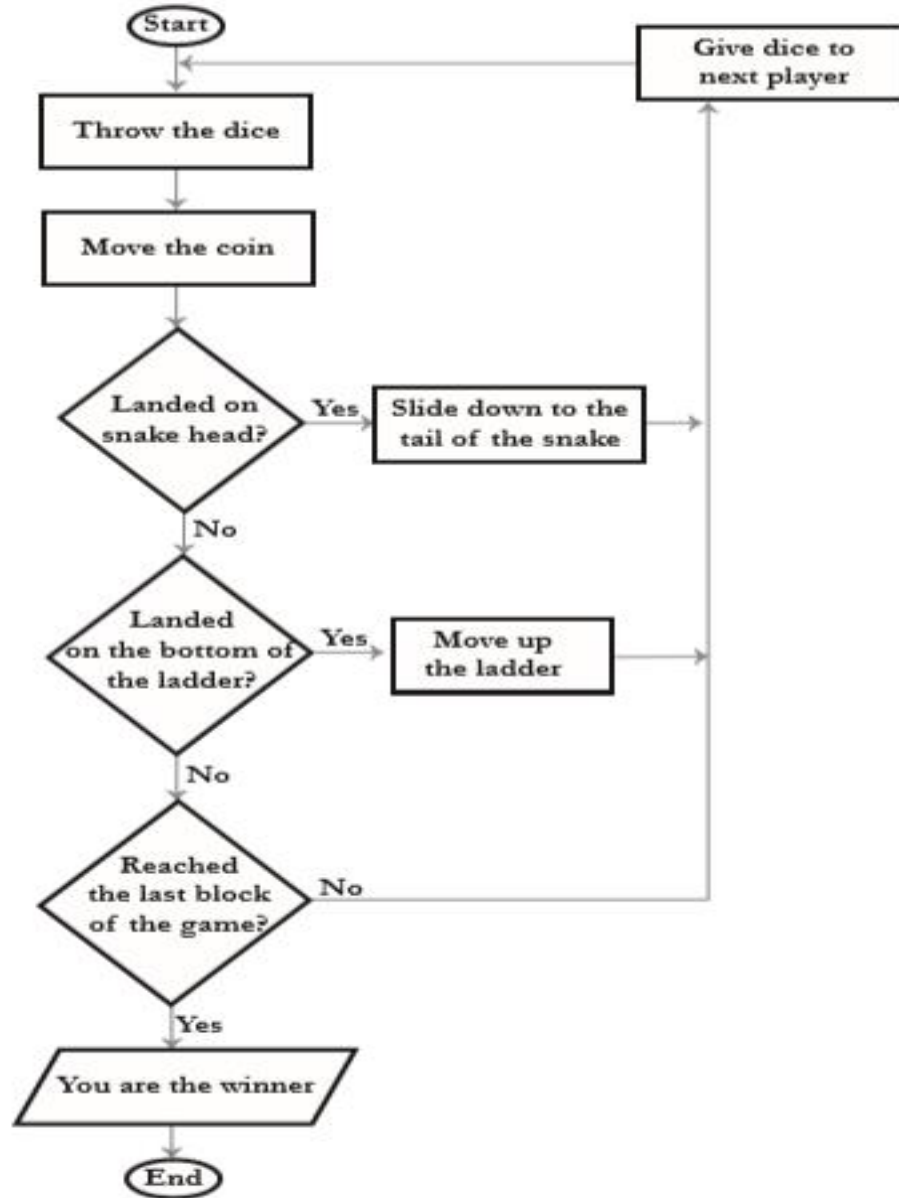 Start
Give dice to
next player
Throw the dice
Move the coin
Landed on
snake head?
Yes
Slide down to the
tail of the snake
No
Landed
on the bottom of
the ladder?
Yes
Move up
the ladder
No
Reached
the last block
of the game?
No
Yes
You are the winner
End